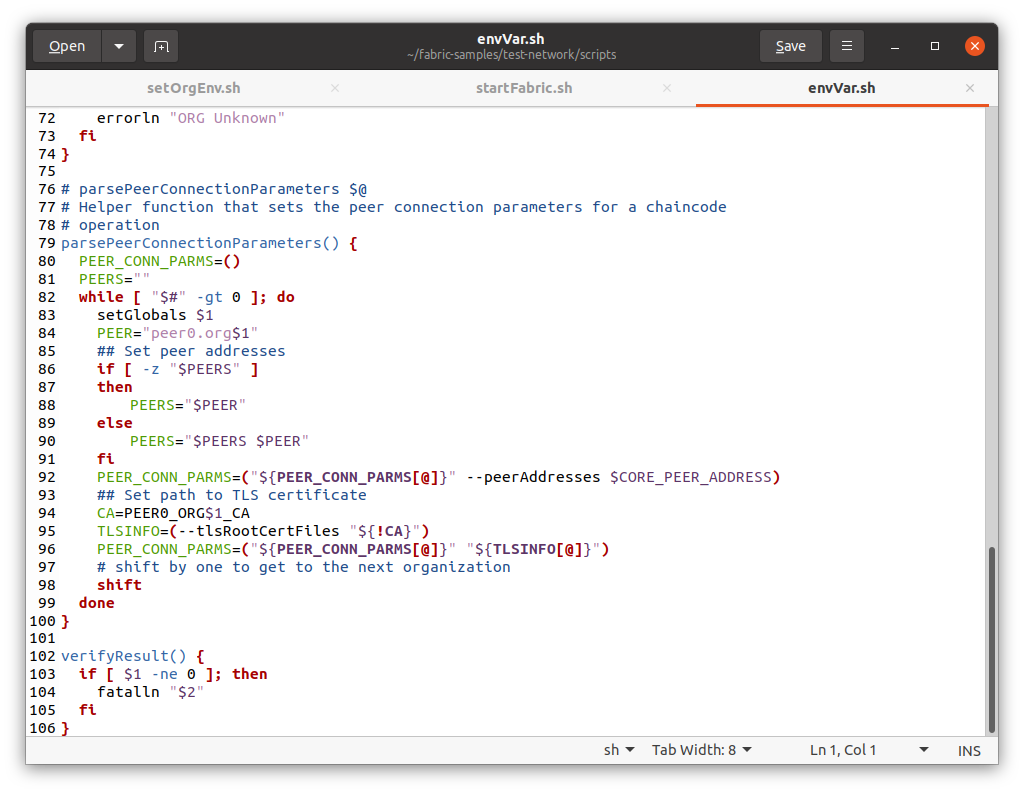 Open
envVar.sh
~/fabric-samples/test-network/scripts
Save
setOrgEnv.sh
startFabric.sh
envVar.sh
72     errorln "ORG Unknown"
73   fi
74 }
75
76 # parsePeerConnectionParameters $@
77 # Helper function that sets the peer connection parameters for a chaincode
78 # operation
79 parsePeerConnectionParameters() {
80   PEER_CONN_PARMS=()
81   PEERS=""
82   while [ "$#" -gt 0 ]; do
83     setGlobals $1
84     PEER="peer0.org$1"
85     ## Set peer addresses
86     if [ -z "$PEERS" ]
87     then
88         PEERS="$PEER"
89     else
90         PEERS="$PEERS $PEER"
91     fi
92     PEER_CONN_PARMS=("${PEER_CONN_PARMS[@]}" --peerAddresses $CORE_PEER_ADDRESS)
93     ## Set path to TLS certificate
94     CA=PEER0_ORG$1_CA
95     TLSINFO=(--tlsRootCertFiles "${!CA}")
96     PEER_CONN_PARMS=("${PEER_CONN_PARMS[@]}" "${TLSINFO[@]}")
97     # shift by one to get to the next organization
98     shift
99   done
100 }
101
102 verifyResult() {
103   if [ $1 -ne 0 ]; then
104     fatalln "$2"
105   fi
106 }
sh Tab Width: 8 Ln 1, Col 1 INS